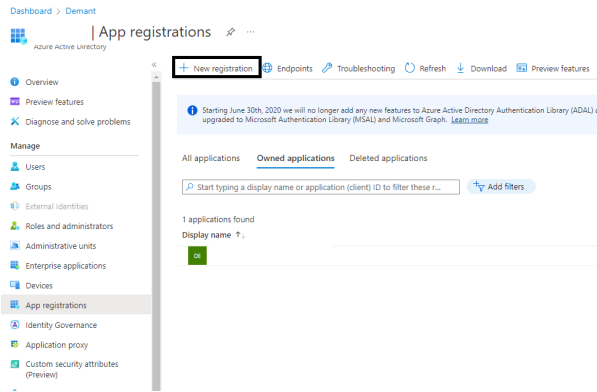 Dashboard > Demant >
| App registrations
Azure Active Directory
New registration Endpoints Troubleshooting Refresh Download Preview features
Overview
Preview features
Diagnose and solve problems
Manage
Users
Groups
External Identities
Roles and administrators
Administrative units
Enterprise applications
Devices
App registrations
Identity Governance
Application proxy
Custom security attributes
(Preview)
Starting June 30th, 2020 we will no longer add any new features to Azure Active Directory Authentication Library (ADAL) a
upgraded to Microsoft Authentication Library (MSAL) and Microsoft Graph. Learn more
All applications Owned applications Deleted applications
Start typing a display name or application (client) ID to filter these r...
Add filters
1 applications found
Display name ↑↓
DE